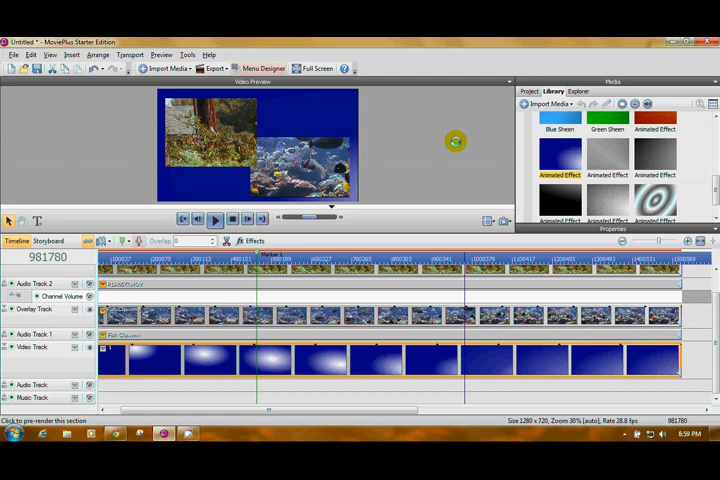 Untitled * - MoviePlus Starter Edition
File Edit View Insert Arrange Transport Preview Tools Help
Import Media Export Menu Designer Full Screen
Video Preview
Media
Project Library Explorer
Import Media
Blue Sheen Green Sheen Animated Effect
Animated Effect Animated Effect Animated Effect
Animated Effect Animated Effect Animated Effect
Properties
Timeline Storyboard Overlap 0 Effects
981780
Audio Track 2
Channel Volume
Overlay Track
Audio Track 1
Video Track
Audio Track
Music Track
Click to pre-render this section
Size 1280 x 720, Zoom 30% [auto], Rate 28.8 fps 981780
8:59 PM